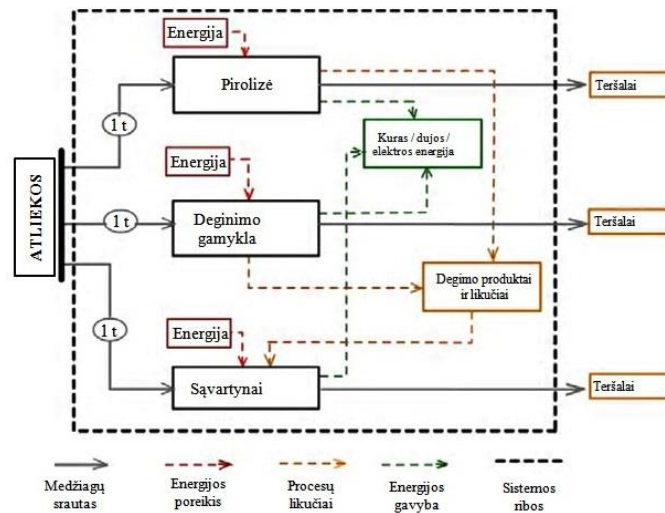 Energija
Pirolizė
Teršalai
1 t
Kuras / dujos /
elektros energija
Energija
ATLIEKOS
1 t
Deginimo
gamykla
Teršalai
Degimo produktai
ir likučiai
1 t
Energija
Sąvartynai
Teršalai
Medžiagų
srautas
Energijos
poreikis
Procesų
likučiai
Energijos
gavyba
Sistemos
ribos